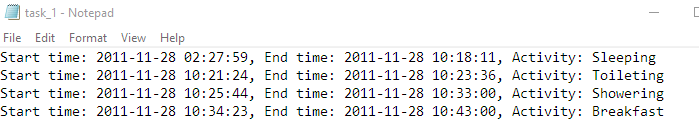 task_1 - Notepad
File Edit Format View Help
Start time: 2011-11-28 02:27:59, End time: 2011-11-28 10:18:11, Activity: Sleeping
Start time: 2011-11-28 10:21:24, End time: 2011-11-28 10:23:36, Activity: Toileting
Start time: 2011-11-28 10:25:44, End time: 2011-11-28 10:33:00, Activity: Showering
Start time: 2011-11-28 10:34:23, End time: 2011-11-28 10:43:00, Activity: Breakfast